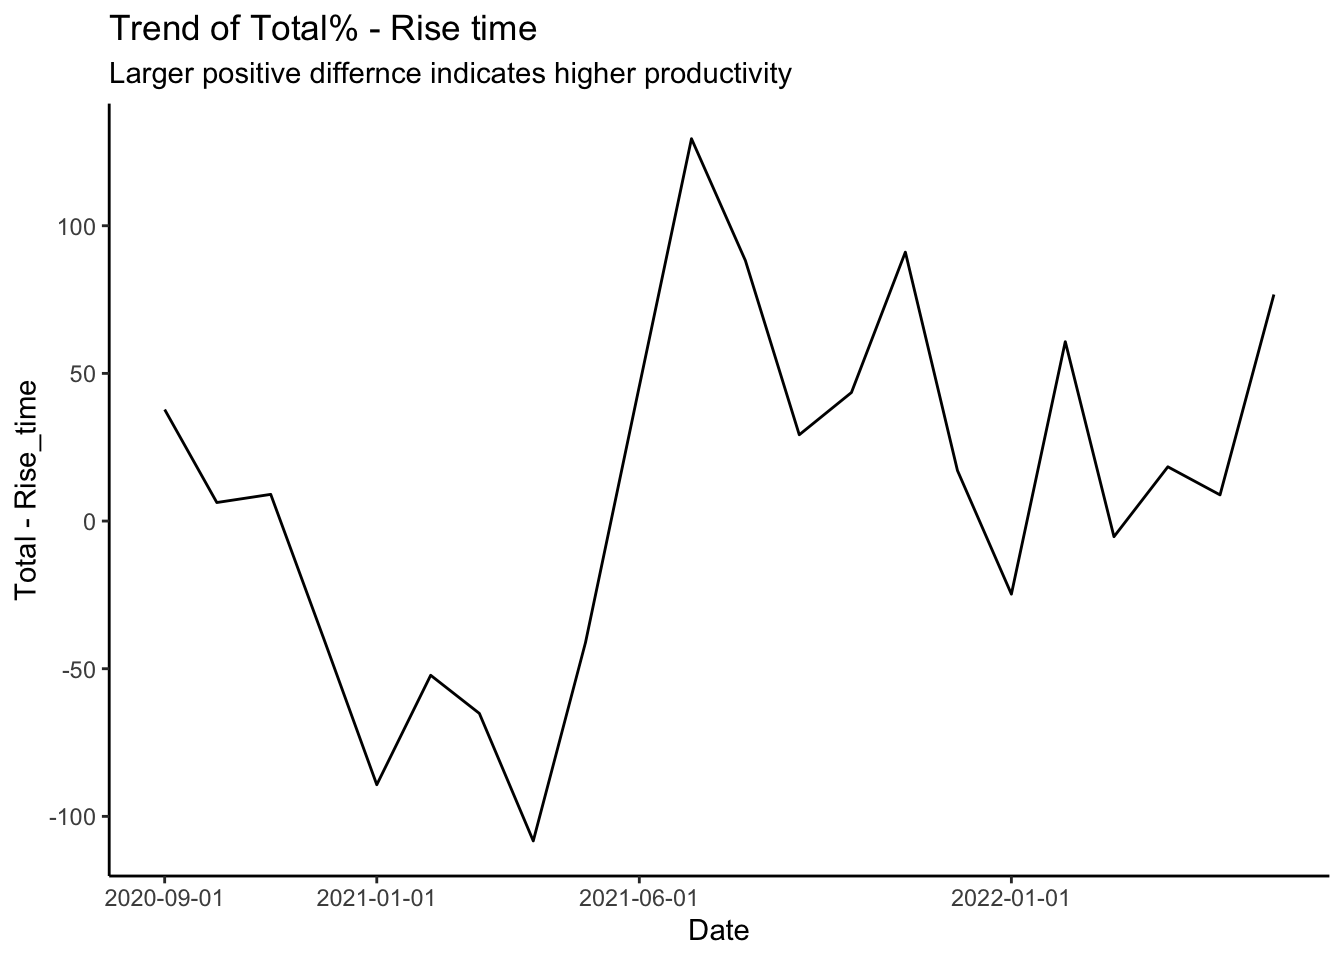 Trend of Total% - Rise time
Larger positive differnce indicates higher productivity
Total - Rise_time
100
50
0
-50
-100
2020-09-01
2021-01-01
2021-06-01
2022-01-01
Date